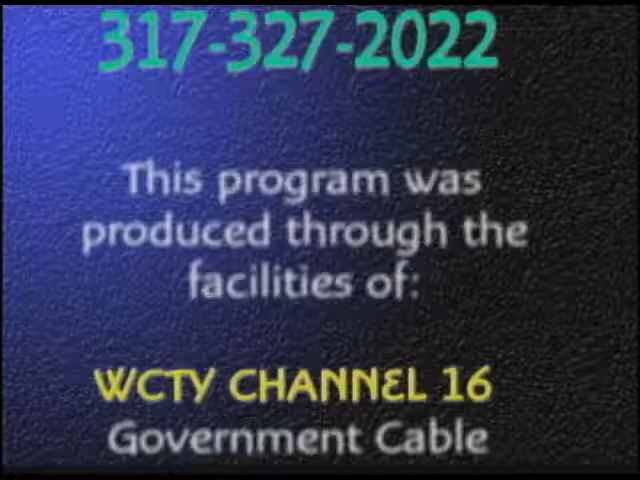 317-327-2022
This program was
produced through the
facilities of:
WCTY CHANNEL 16
Government Cable